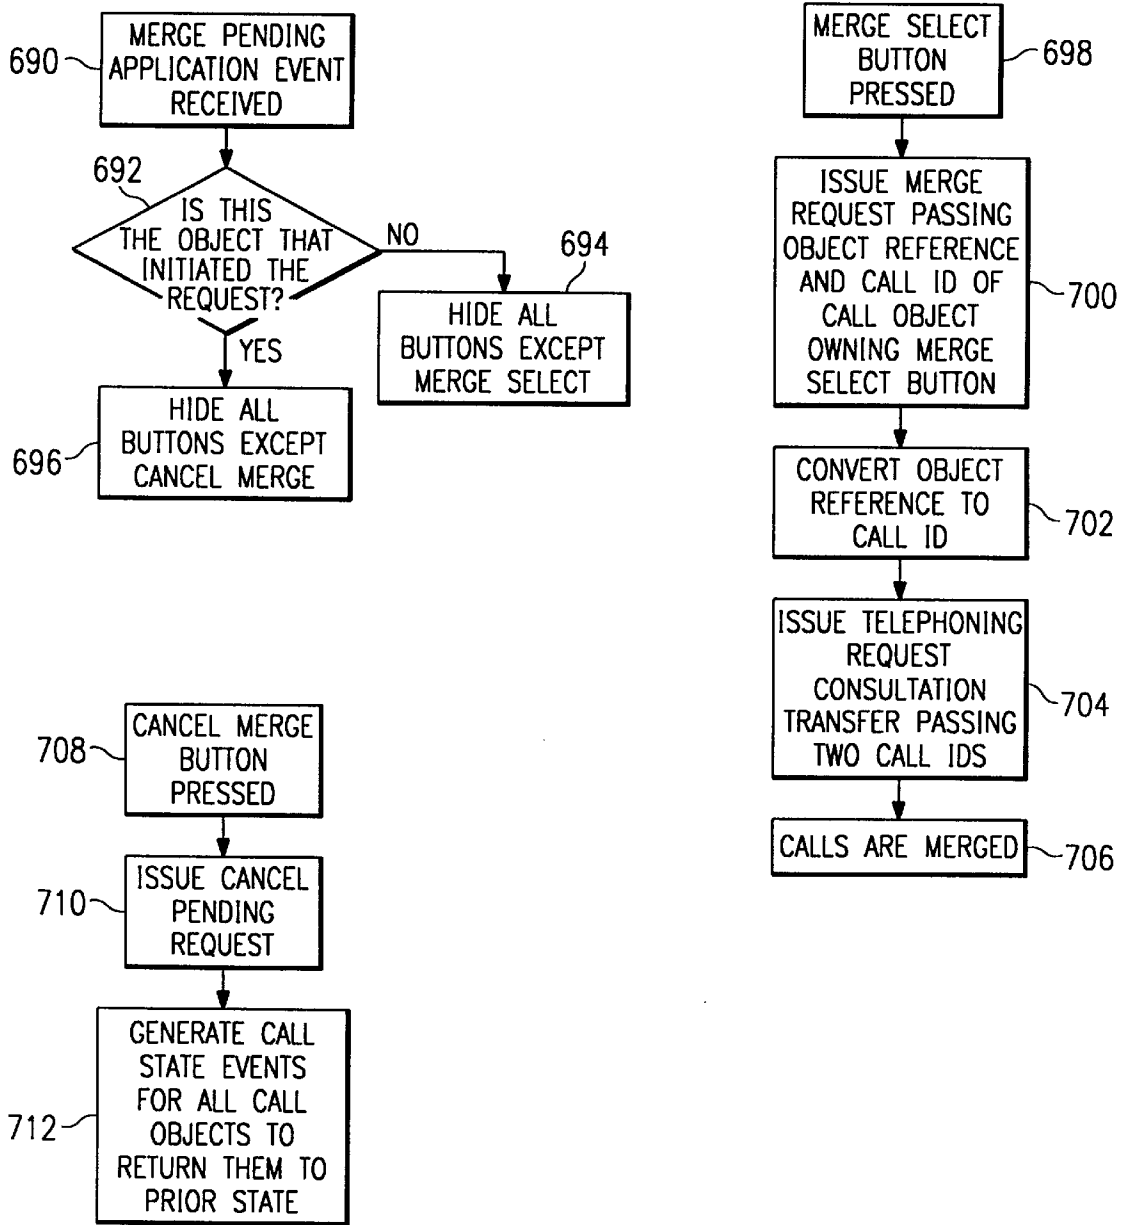 690
MERGE PENDING
APPLICATION EVENT
RECEIVED
692
IS THIS
THE OBJECT THAT
INITIATED THE
REQUEST?
NO
YES
694
HIDE ALL
BUTTONS EXCEPT
MERGE SELECT
696
HIDE ALL
BUTTONS EXCEPT
CANCEL MERGE
MERGE SELECT
BUTTON
PRESSED
698
ISSUE MERGE
REQUEST PASSING
OBJECT REFERENCE
AND CALL ID OF
CALL OBJECT
OWNING MERGE
SELECT BUTTON
700
CONVERT OBJECT
REFERENCE TO
CALL ID
702
ISSUE TELEPHONING
REQUEST
CONSULTATION
TRANSFER PASSING
TWO CALL IDS
704
CALLS ARE MERGED
706
708
CANCEL MERGE
BUTTON
PRESSED
710
ISSUE CANCEL
PENDING
REQUEST
712
GENERATE CALL
STATE EVENTS
FOR ALL CALL
OBJECTS TO
RETURN THEM TO
PRIOR STATE